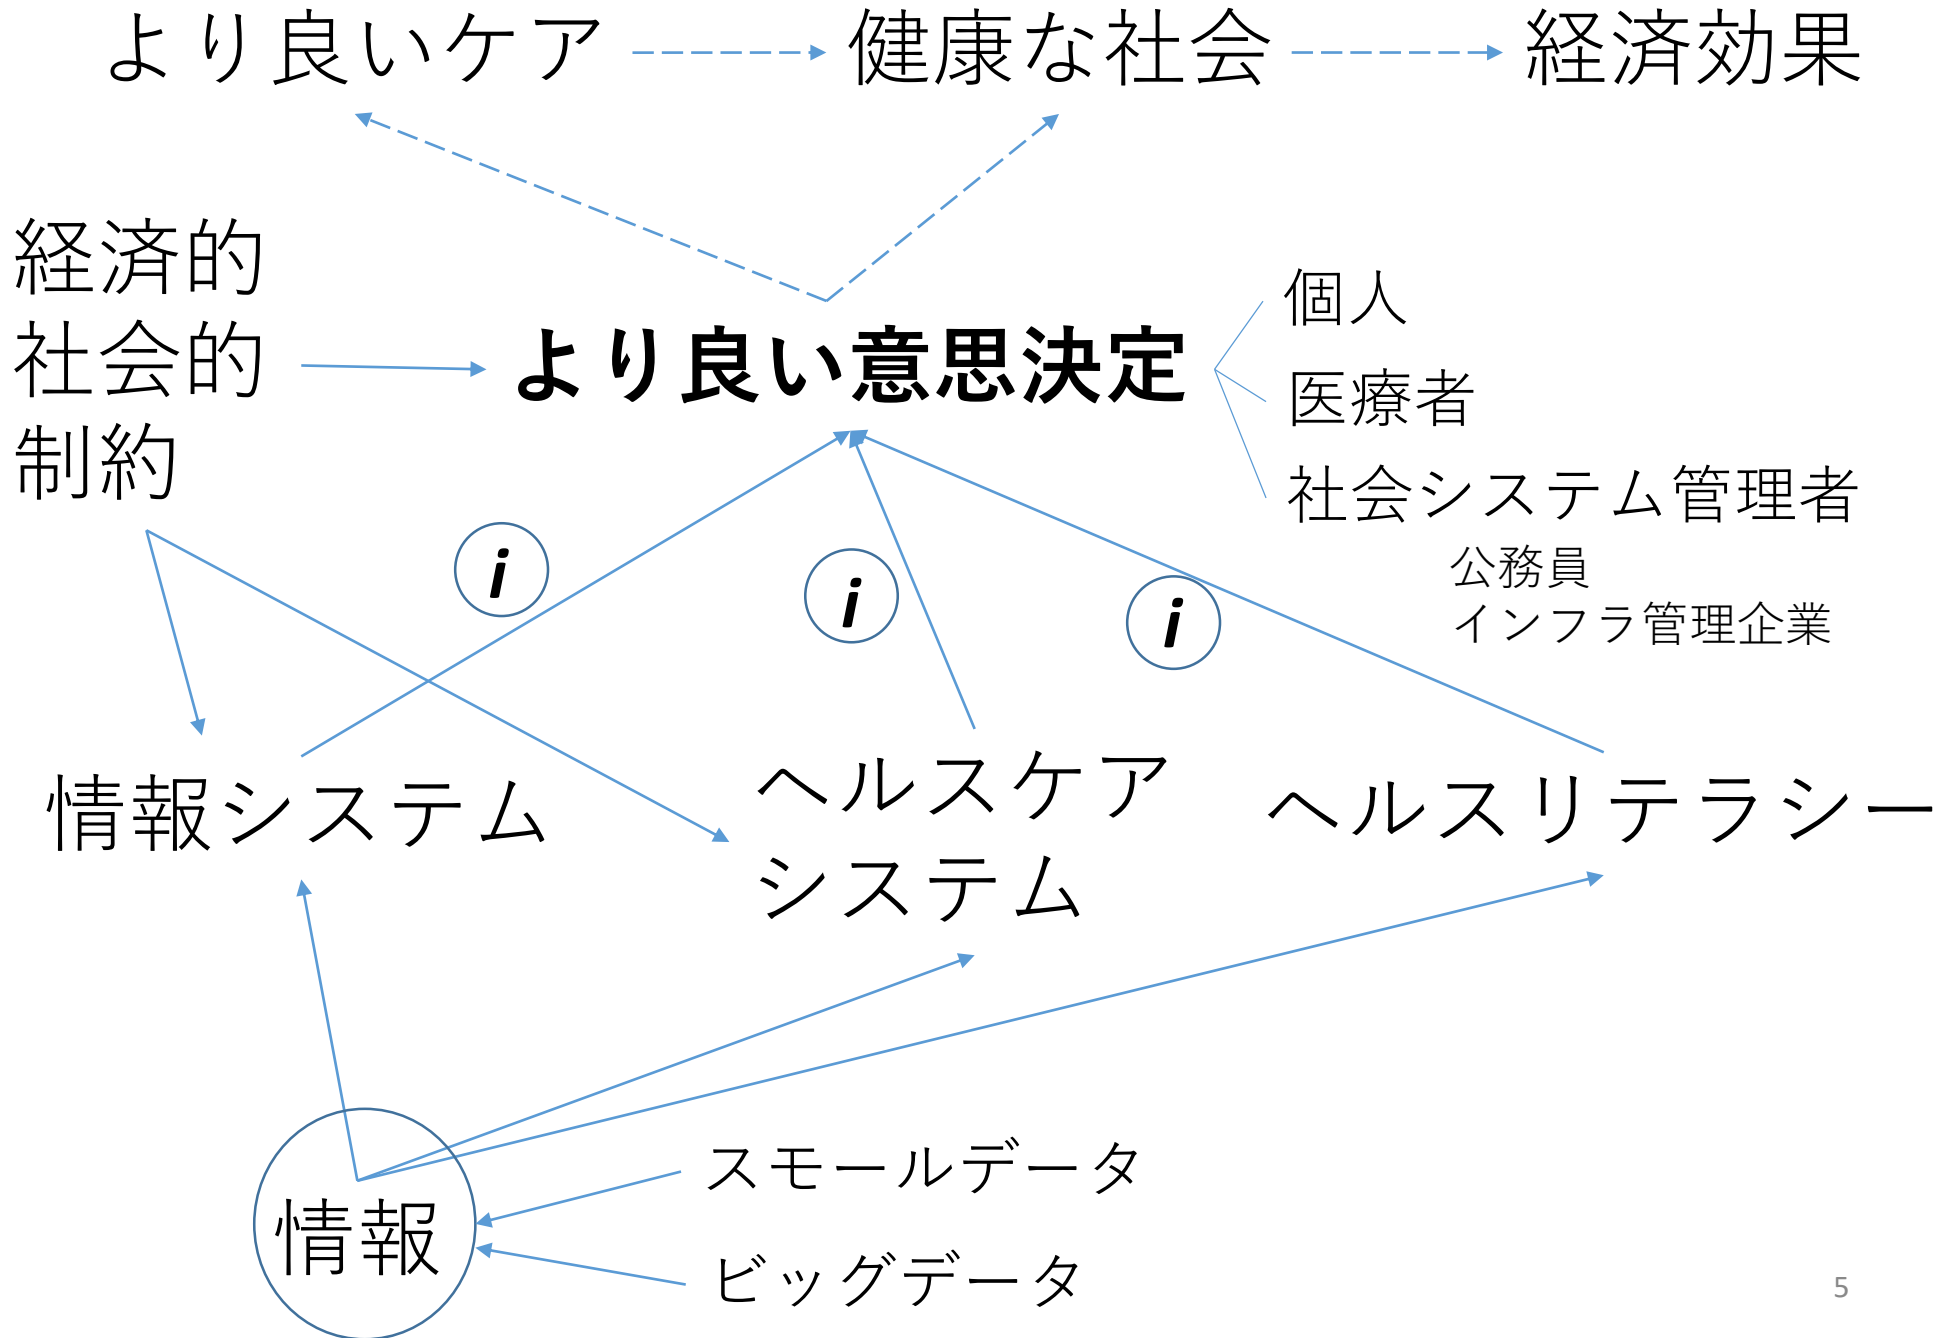 より良いケア
健康な社会
経済効果
経済的
社会的
制約
より良い意思決定
個人
医療者
社会システム管理者
公務員
インフラ管理企業
i
i
i
情報システム
ヘルスケア
システム
ヘルスリテラシー
情報
スモールデータ
ビッグデータ
5